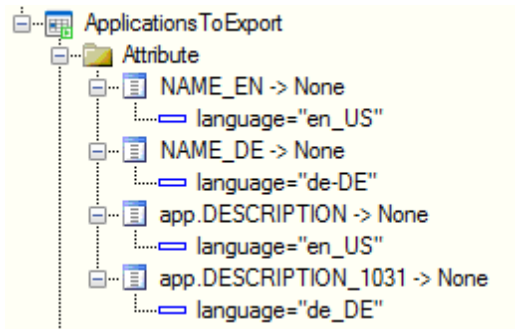 ApplicationsToExport
Attribute
NAME_EN -> None
language="en_US"
NAME_DE -> None
language="de-DE"
app.DESCRIPTION -> None
language="en_US"
app.DESCRIPTION_1031 -> None
language="de_DE"